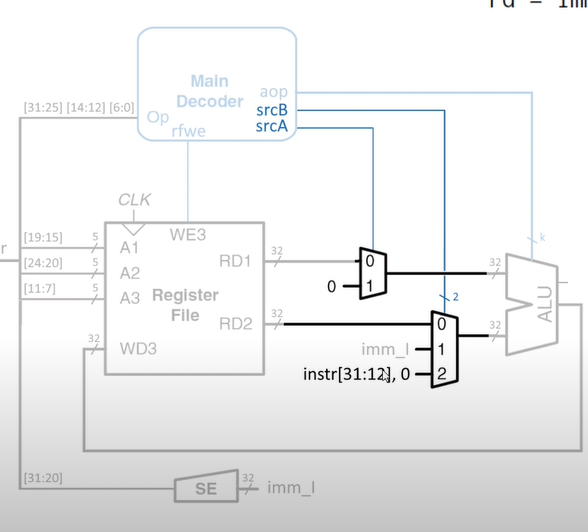 rd = imm
Main
Decoder
aop
srcB
srcA
Op
rfwe
[31:25] [14:12] [6:0]
k
CLK
WE3
r
[19:15]
5
A1
RD1
32
0
32
[24:20]
5
A2
0
1
[11:7]
5
A3
Register
File
2
ALU
RD2
32
0
32
32
WD3
imm_I
1
instr[31:12], 0
2
[31:20]
SE
32
imm_I